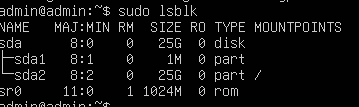 admin@admin:~$ sudo lsblk
NAME   MAJ:MIN RM  SIZE RO TYPE MOUNTPOINTS
sda      8:0    0   25G  0 disk
├─sda1   8:1    0    1M  0 part
└─sda2   8:2    0   25G  0 part /
sr0     11:0    1 1024M  0 rom
admin@admin:~$